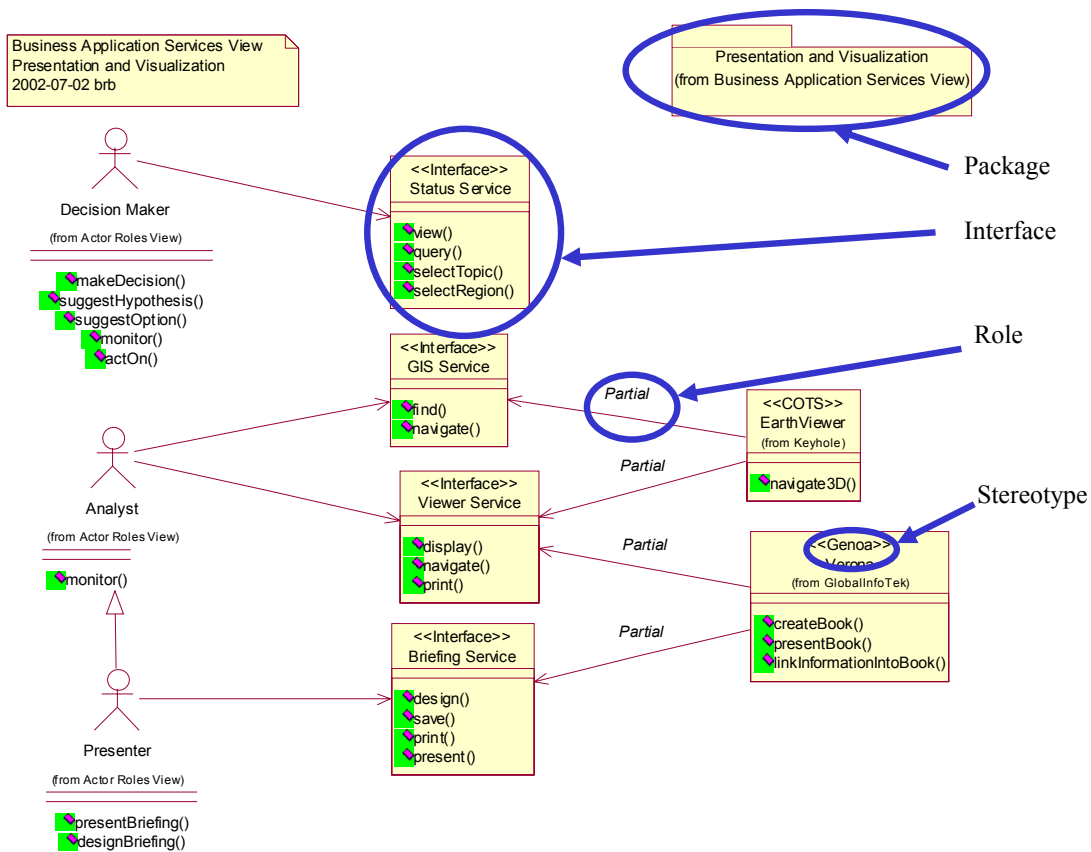 Business Application Services View
Presentation and Visualization
2002-07-02 brb
Presentation and Visualization
(from Business Application Services View)
Package
Decision Maker
(from Actor Roles View)
makeDecision()
suggestHypothesis()
suggestOption()
monitor()
actOn()
<<Interface>>
Status Service
view()
query()
selectTopic()
selectRegion()
Interface
<<Interface>>
GIS Service
find()
navigate()
Partial
Role
<<COTS>>
EarthViewer
(from Keyhole)
navigate3D()
Analyst
(from Actor Roles View)
monitor()
<<Interface>>
Viewer Service
display()
navigate()
print()
Partial
Partial
Stereotype
<<Genoa>>
Verona
(from GlobalInfoTek)
createBook()
presentBook()
linkInformationIntoBook()
<<Interface>>
Briefing Service
design()
save()
print()
present()
Partial
Presenter
(from Actor Roles View)
presentBriefing()
designBriefing()